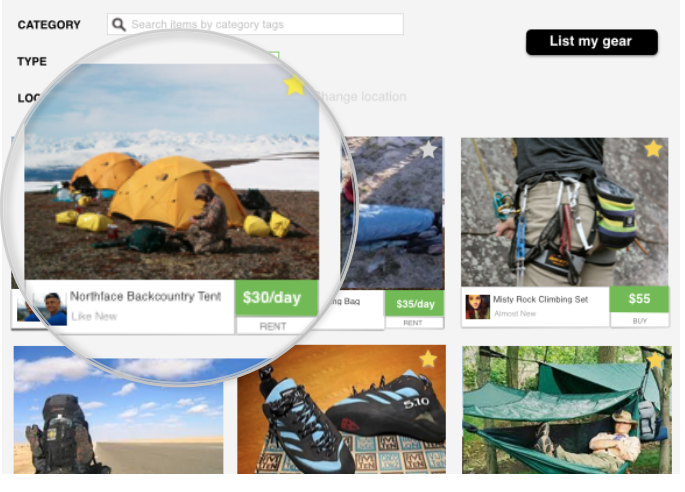 CATEGORY
Search items by category tags
List my gear
TYPE
LOC
Change location
Northface Backcountry Tent
Like New
$30/day
RENT
ng Bag
$35/day
RENT
Misty Rock Climbing Set
Almost New
$55
BUY
5.10